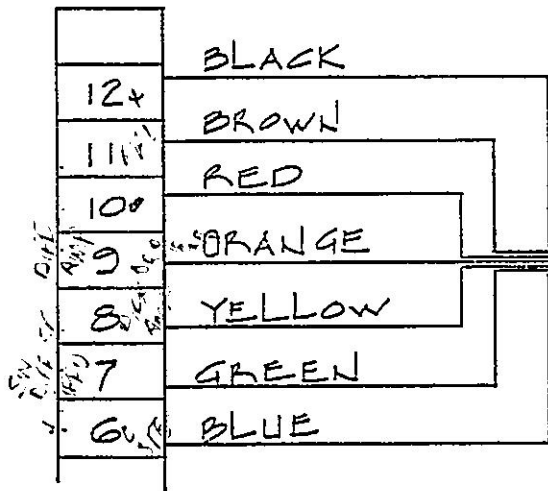 12 BLACK
11 BROWN
10 RED
9 ORANGE
8 YELLOW
7 GREEN
6 BLUE